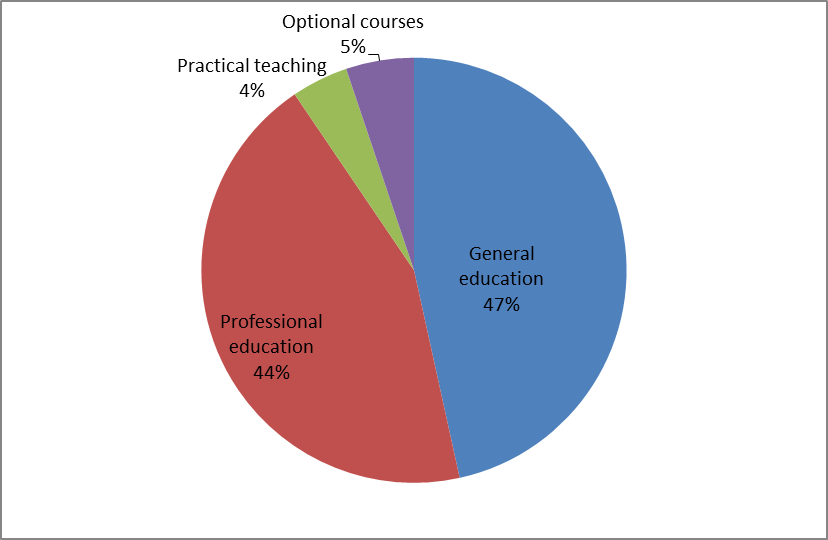 Optional courses
5%
Practical teaching
4%
General
education
47%
Professional
education
44%